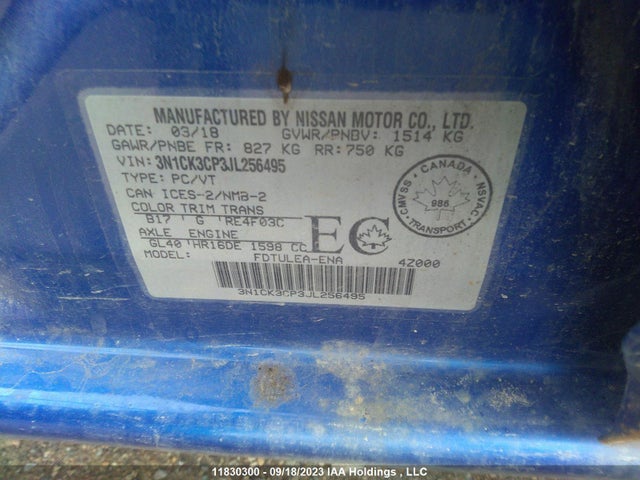 MANUFACTURED BY NISSAN MOTOR CO., LTD.
DATE: 03/18 GVWR/PNBV: 1514 KG
GAWR/PNBE FR: 827 KG RR: 750 KG
VIN: 3N1CK3CP3JL256495
TYPE: PC/VT
CAN ICES-2/NMB-2
COLOR TRIM TRANS
B17 G RE4F03C
AXLE ENGINE
GL40 HR16DE 1598 CC
EC
MODEL: FDTULEA-ENA 4Z000
3N1CK3CP3JL256495
CANADA
CMVSS
986
NSVAC
11830300 - 09/18/2023 IAA Holdings , LLC